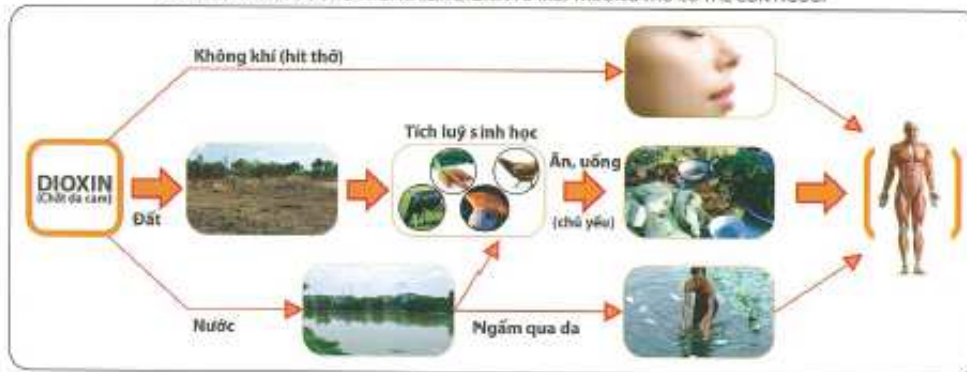 Không khí (hít thở)
Tích luỹ sinh học
DIOXIN
(Chất da cam)
Đất
Ăn, uống
(chủ yếu)
Nước
Ngấm qua da